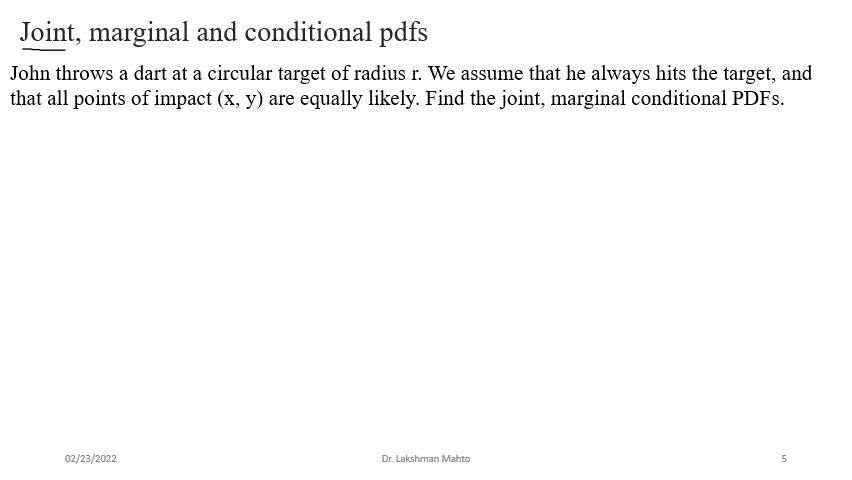 Joint, marginal and conditional pdfs
John throws a dart at a circular target of radius r. We assume that he always hits the target, and
that all points of impact (x, y) are equally likely. Find the joint, marginal conditional PDFs.
02/23/2022
Dr. Lakshman Mahto
5